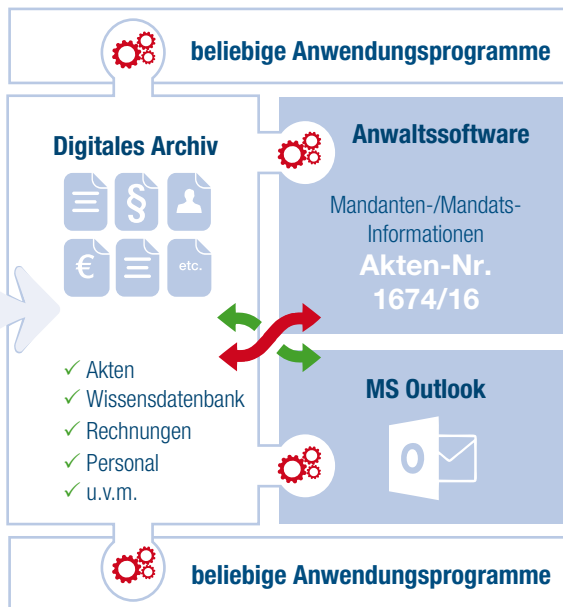 beliebige Anwendungsprogramme
Digitales Archiv
§
€
etc.
✓ Akten
✓ Wissensdatenbank
✓ Rechnungen
✓ Personal
✓ u.v.m.
Anwaltssoftware
Mandanten-/Mandats-
Informationen
Akten-Nr.
1674/16
MS Outlook
O
beliebige Anwendungsprogramme